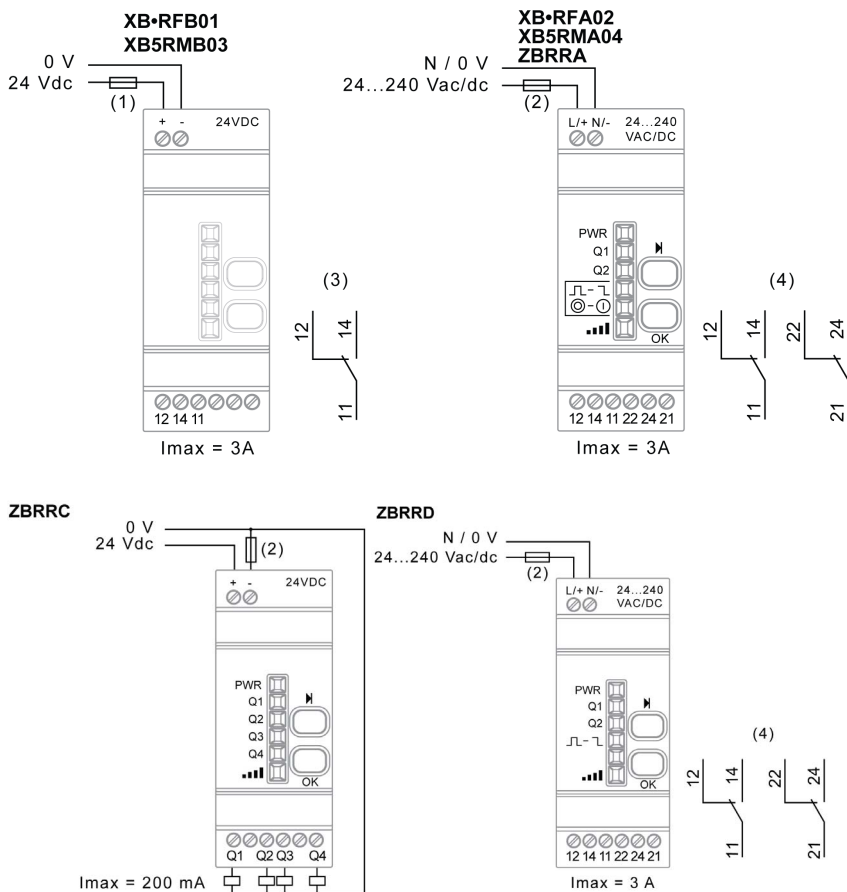 XB•RFB01
XB5RMB03
0 V
24 Vdc
(1)
+ - 24VDC
(3)
12 14 11
12 14 11
Imax = 3A
XB•RFA02
XB5RMA04
ZBRRA
N / 0 V
24...240 Vac/dc
(2)
L/+ N/- 24...240
VAC/DC
PWR
Q1
Q2
OK
(4)
12 14 22 24
11 21
12 14 11 22 24 21
Imax = 3A
ZBRRC
0 V
24 Vdc
(2)
+ - 24VDC
PWR
Q1
Q2
Q3
Q4
OK
Q1 Q2 Q3 Q4
Imax = 200 mA
ZBRRD
N / 0 V
24...240 Vac/dc
(2)
L/+ N/- 24...240
VAC/DC
PWR
Q1
Q2
OK
(4)
12 14 22 24
11 21
12 14 11 22 24 21
Imax = 3 A